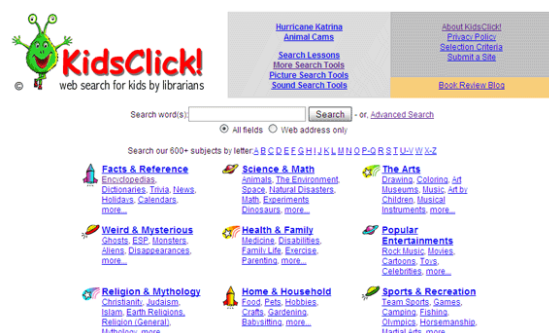 Hurricane Katrina
Animal Cams
Search Lessons
More Search Tools
Picture Search Tools
Sound Search Tools
About KidsClick!
Privacy Policy
Selection Criteria
Submit a Site
Book Review Blog
KidsClick!
© web search for kids by librarians
Search word(s): Search - or, Advanced Search
All fields Web address only
Search our 600+ subjects by letter: A B C D E F G H I J K L M N O P-Q R S T U-V W X-Z
Facts & Reference
Encyclopedias,
Dictionaries, Trivia, News,
Holidays, Calendars,
more...
Science & Math
Animals, The Environment,
Space, Natural Disasters,
Math, Experiments
Dinosaurs, more...
The Arts
Drawing, Coloring, Art
Museums, Music, Art by
Children, Musical
Instruments, more...
Weird & Mysterious
Ghosts, ESP, Monsters,
Aliens, Disappearances,
more...
Health & Family
Medicine, Disabilities,
Family Life, Exercise,
Parenting, more...
Popular
Entertainments
Rock Music, Movies,
Cartoons, Toys,
Celebrities, more...
Religion & Mythology
Christianity, Judaism,
Islam, Earth Religions,
Religion (General),
Mythology, more...
Home & Household
Food, Pets, Hobbies,
Crafts, Gardening,
Babysitting, more...
Sports & Recreation
Team Sports, Games,
Camping, Fishing,
Olympics, Horsemanship,
Martial Arts, more...